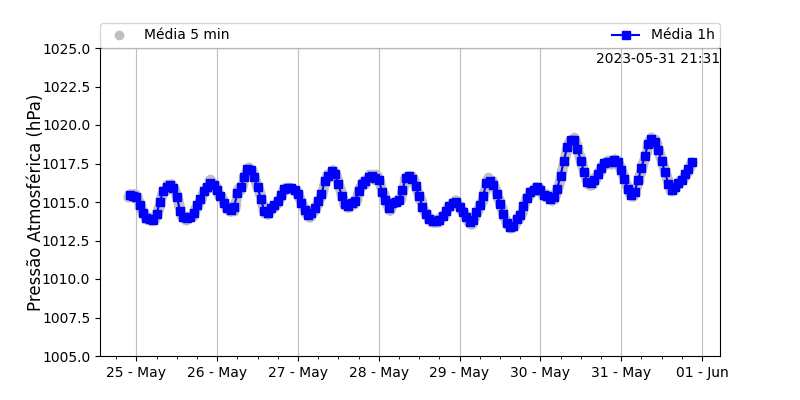 Média 5 min
Média 1h
2023-05-31 21:31
Pressão Atmosférica (hPa)
1025.0
1022.5
1020.0
1017.5
1015.0
1012.5
1010.0
1007.5
1005.0
25 - May
26 - May
27 - May
28 - May
29 - May
30 - May
31 - May
01 - Jun